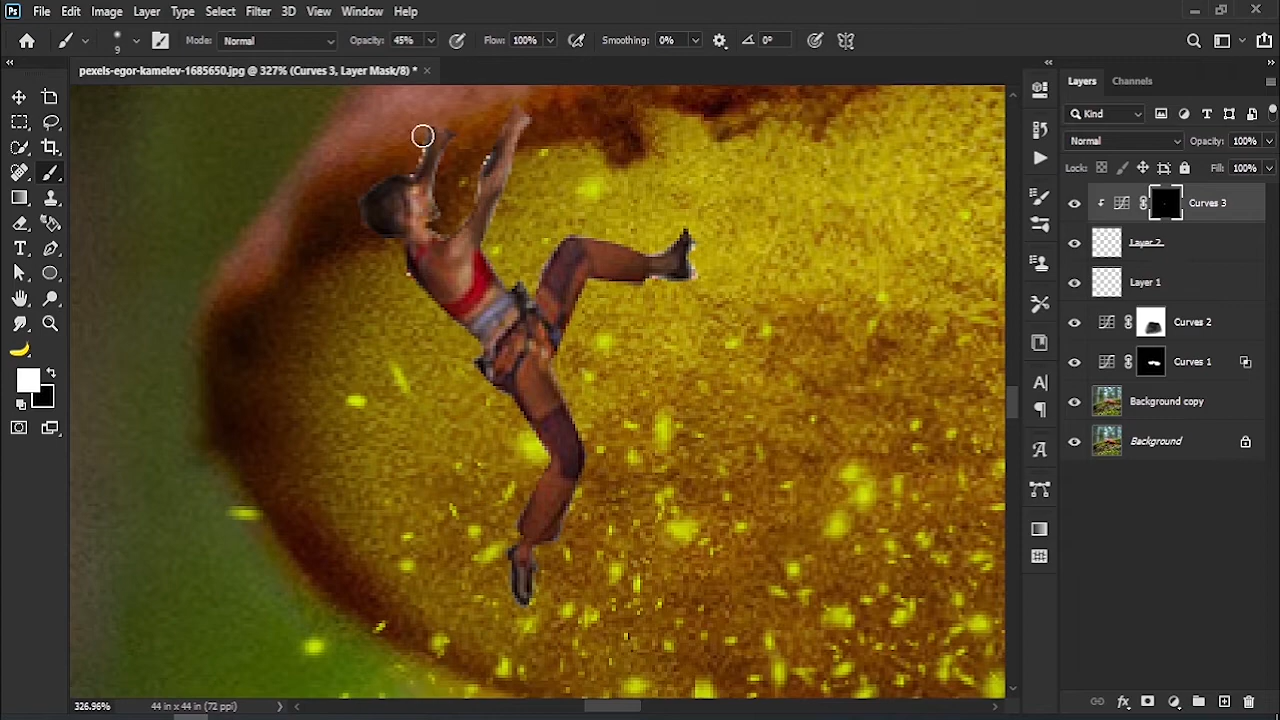 Ps File Edit Image Layer Type Select Filter 3D View Window Help
9 Mode: Normal Opacity: 45% Flow: 100% Smoothing: 0% 0°
pexels-egor-kamelev-1685650.jpg @ 327% (Curves 3, Layer Mask/8) * ×
Layers Channels
Kind
Normal Opacity: 100%
Lock: Fill: 100%
Curves 3
Layer 2
Layer 1
Curves 2
Curves 1
Background copy
Background
326.96% 44 in x 44 in (72 ppi)